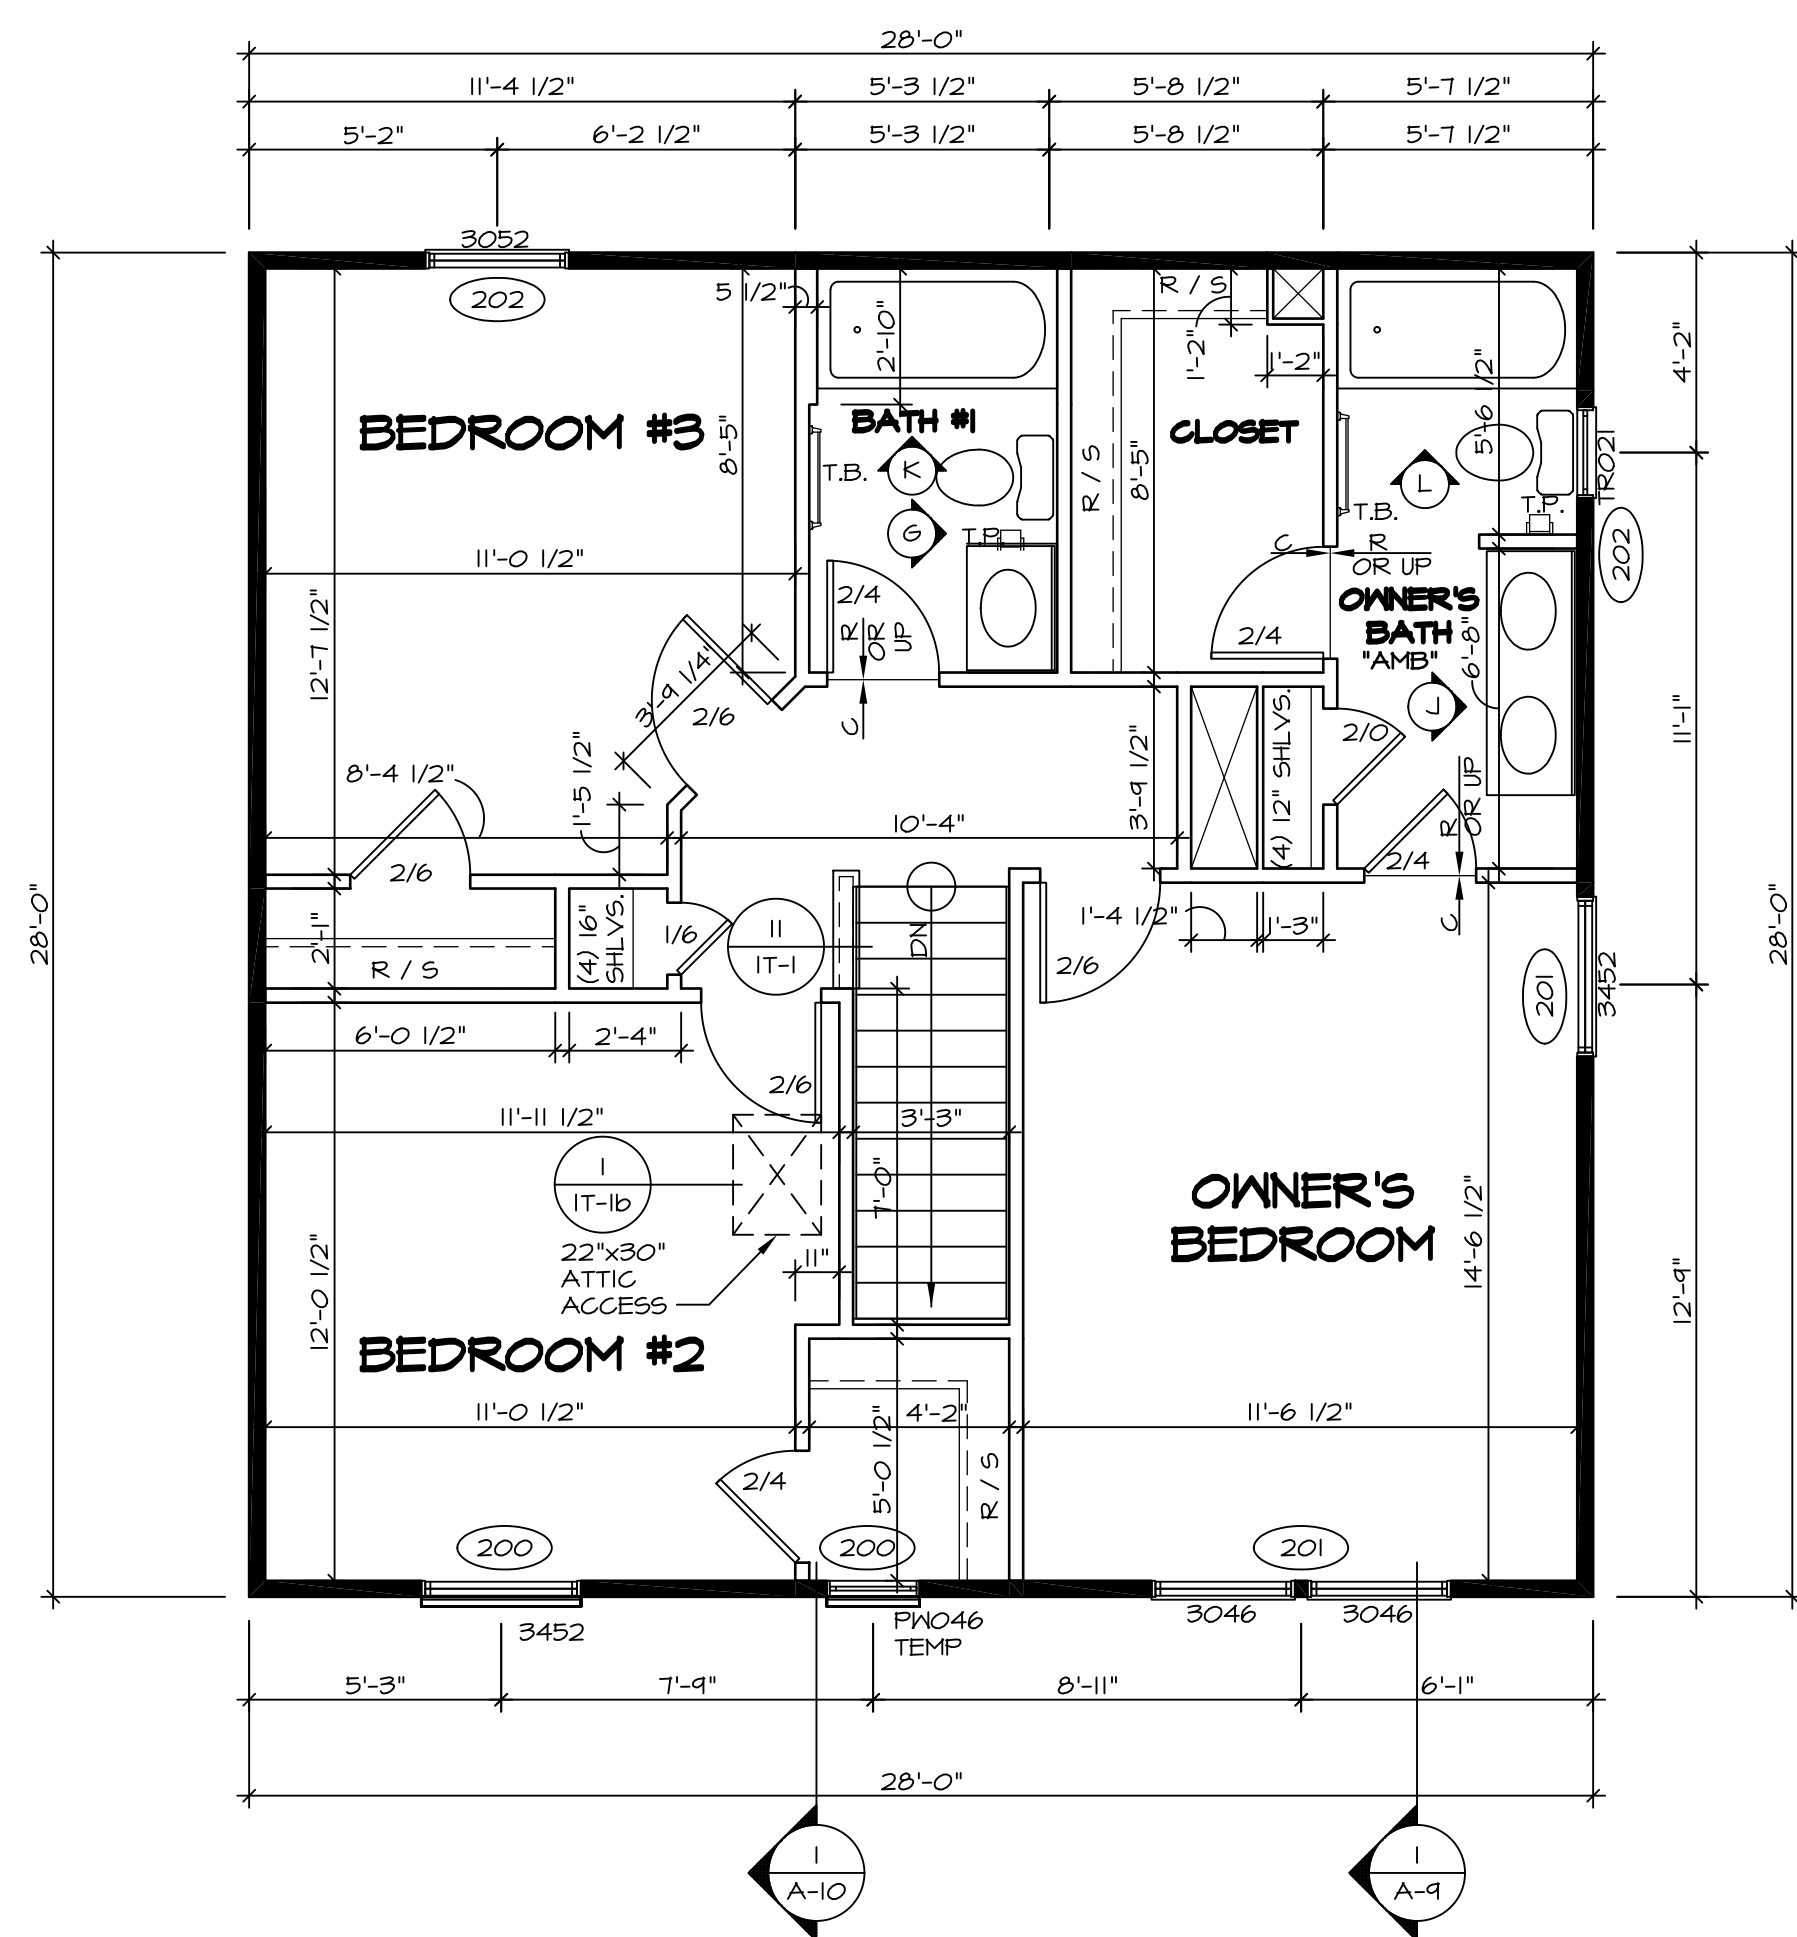 28'-0"
11'-4 1/2"
5'-3 1/2"
5'-8 1/2"
5'-7 1/2"
5'-2"
6'-2 1/2"
5'-3 1/2"
5'-8 1/2"
5'-7 1/2"
3052
202
5 1/2"
2'-10"
R / S
1'-2"
1'-2"
5'-6 1/2"
4'-2"
BEDROOM #3
8'-5"
BATH #1
T.B.
K
G
T.P.
R / S
8'-5"
CLOSET
L
T.B.
T.P.
TR021
202
C
R
OR UP
11'-0 1/2"
12'-7 1/2"
2/4
R
OR
UP
C
2/4
OWNER'S
BATH
"AMB"
6'-8"
L
11'-1"
3'-9 1/4"
2/6
8'-4 1/2"
1'-5 1/2"
10'-4"
3'-9 1/2"
(4) 12" SHLVS.
2/0
R
OR UP
2/4
C
2/6
28'-0"
2'-1"
R / S
(4) 16"
SHLVS.
1/6
11
1T-1
DN
2/6
1'-4 1/2"
1'-3"
201
3452
28'-0"
6'-0 1/2"
2'-4"
2/6
11'-11 1/2"
3'-3"
1
1T-1b
7'-0"
22"x30"
ATTIC
ACCESS
11"
12'-0 1/2"
OWNER'S
BEDROOM
14'-6 1/2"
12'-9"
BEDROOM #2
11'-0 1/2"
4'-2"
11'-6 1/2"
5'-0 1/2"
R / S
2/4
200
200
201
3452
PW046
TEMP
3046
3046
5'-3"
7'-9"
8'-11"
6'-1"
28'-0"
1
A-10
1
A-9